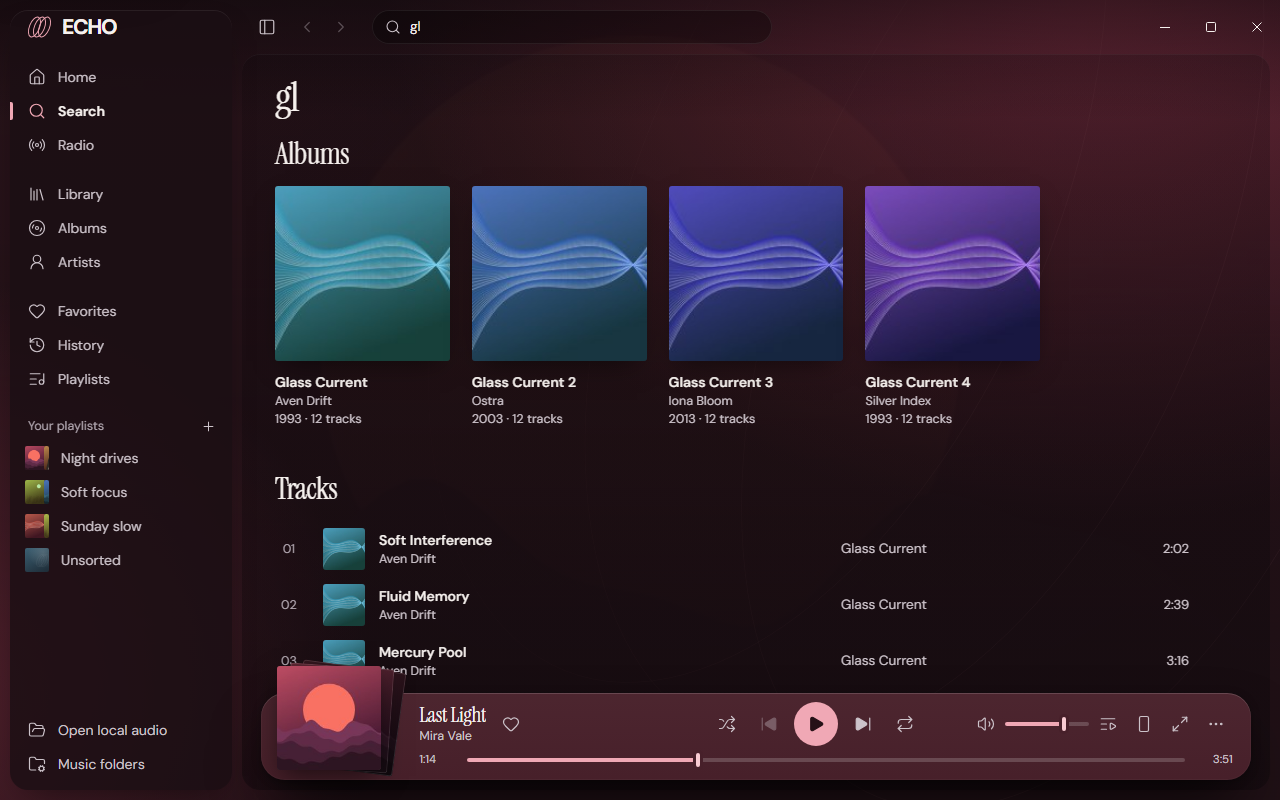 ECHO
gl
Home
Search
Radio
Library
Albums
Artists
Favorites
History
Playlists
Your playlists
Night drives
Soft focus
Sunday slow
Unsorted
Open local audio
Music folders
gl
Albums
Glass Current
Aven Drift
1993 · 12 tracks
Glass Current 2
Ostra
2003 · 12 tracks
Glass Current 3
Iona Bloom
2013 · 12 tracks
Glass Current 4
Silver Index
1993 · 12 tracks
Tracks
01 Soft Interference Glass Current 2:02
Aven Drift
02 Fluid Memory Glass Current 2:39
Aven Drift
03 Mercury Pool Glass Current 3:16
Aven Drift
Last Light
Mira Vale
1:14 3:51